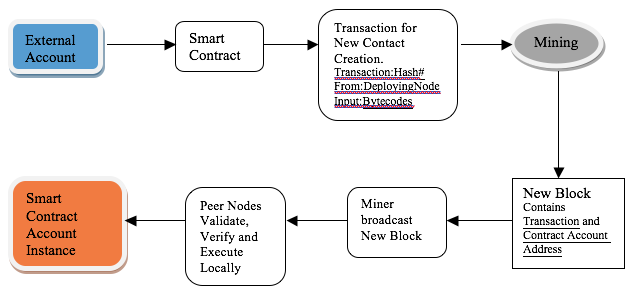 External
Account
Smart
Contract
Transaction for
New Contact
Creation.
Transaction:Hash#
From:DeployingNode
Input:Bytecodes
Mining
New Block
Contains
Transaction and
Contract Account
Address
Miner
broadcast
New Block
Peer Nodes
Validate,
Verify and
Execute
Locally
Smart
Contract
Account
Instance